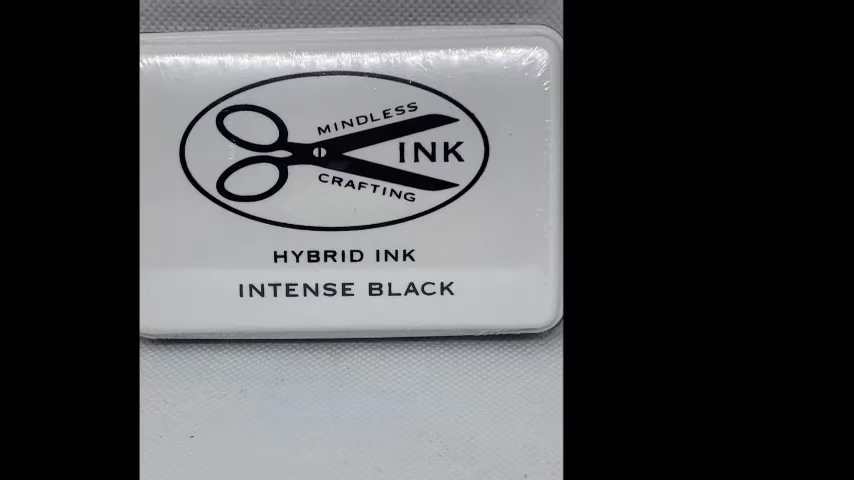 MINDLESS
INK
CRAFTING
HYBRID INK
INTENSE BLACK